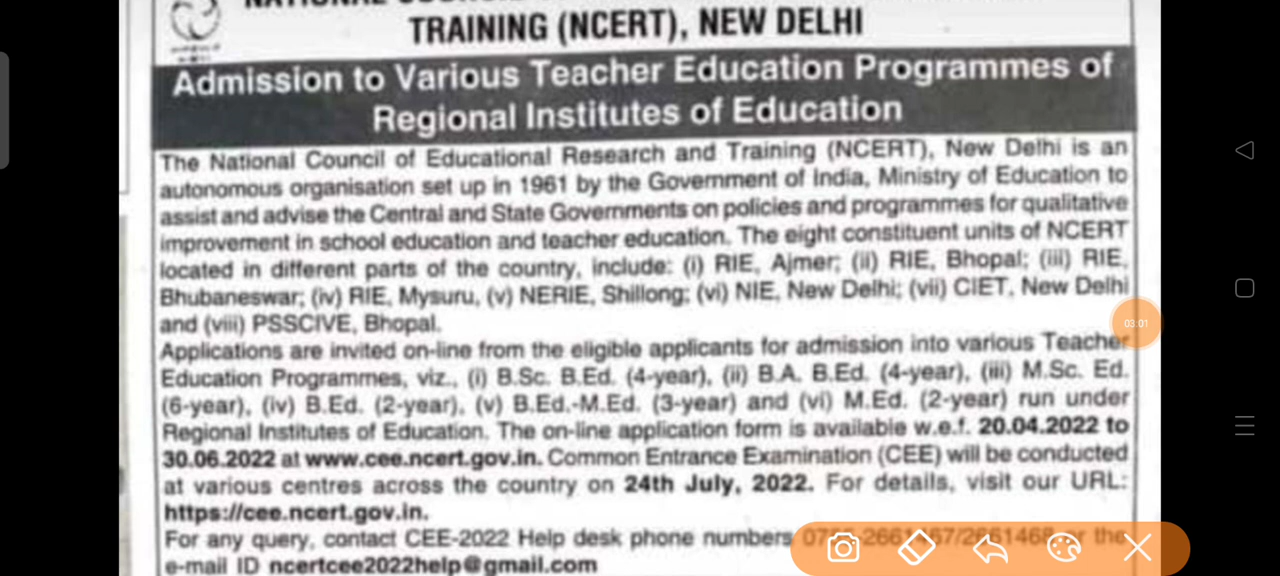 TRAINING (NCERT), NEW DELHI
Admission to Various Teacher Education Programmes of
Regional Institutes of Education
The National Council of Educational Research and Training (NCERT), New Delhi is an
autonomous organisation set up in 1961 by the Government of India, Ministry of Education to
assist and advise the Central and State Governments on policies and programmes for qualitative
improvement in school education and teacher education. The eight constituent units of NCERT
located in different parts of the country, include: (i) RIE, Ajmer; (ii) RIE, Bhopal; (iii) RIE,
Bhubaneswar; (iv) RIE, Mysuru, (v) NERIE, Shillong; (vi) NIE, New Delhi; (vii) CIET, New Delhi
and (viii) PSSCIVE, Bhopal.
03:01
Applications are invited on-line from the eligible applicants for admission into various Teacher
Education Programmes, viz., (i) B.Sc. B.Ed. (4-year), (ii) B.A. B.Ed. (4-year), (iii) M.Sc. Ed.
(6-year), (iv) B.Ed. (2-year), (v) B.Ed.-M.Ed. (3-year) and (vi) M.Ed. (2-year) run under
Regional Institutes of Education. The on-line application form is available w.e.f. 20.04.2022 to
30.06.2022 at www.cee.ncert.gov.in. Common Entrance Examination (CEE) will be conducted
at various centres across the country on 24th July, 2022. For details, visit our URL:
https://cee.ncert.gov.in.
For any query, contact CEE-2022 Help desk phone numbers the
e-mail ID ncertcee2022help@gmail.com